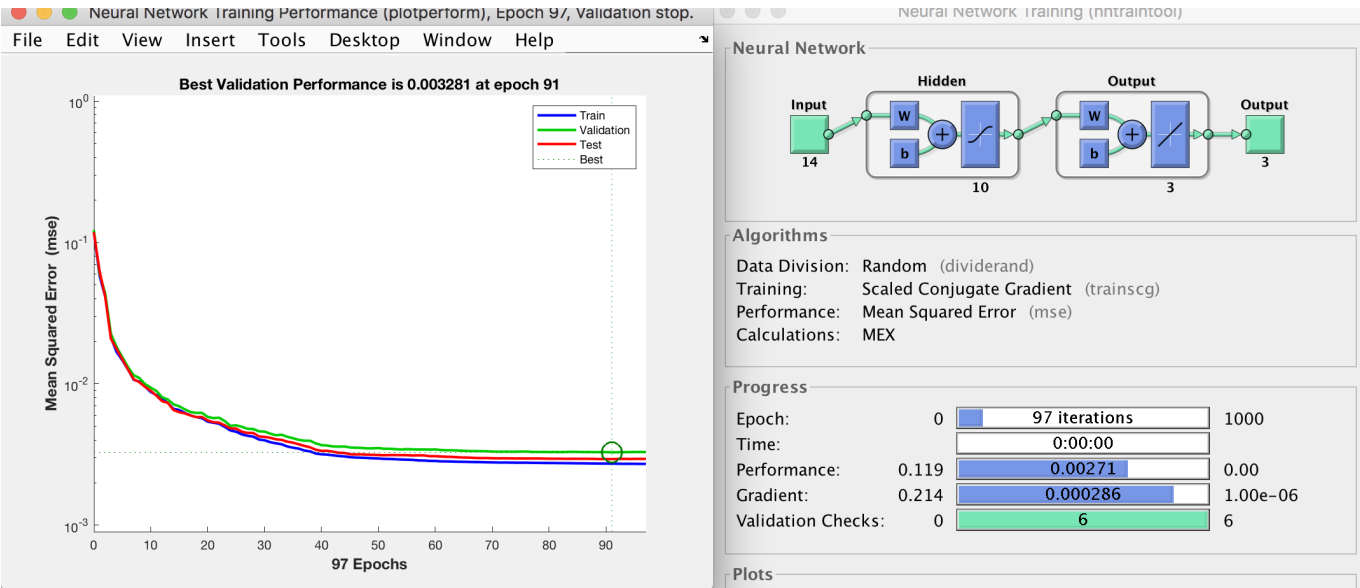 Neural Network Training Performance (plotperform), Epoch 97, Validation stop.
File Edit View Insert Tools Desktop Window Help
Best Validation Performance is 0.003281 at epoch 91
Mean Squared Error (mse)
10^0
10^-1
10^-2
10^-3
Train
Validation
Test
Best
0 10 20 30 40 50 60 70 80 90
97 Epochs
Neural Network Training (nntraintool)
Neural Network
Hidden Output
Input Output
W W
+ +
b b
14 3
10 3
Algorithms
Data Division: Random (dividerand)
Training: Scaled Conjugate Gradient (trainscg)
Performance: Mean Squared Error (mse)
Calculations: MEX
Progress
Epoch: 0 97 iterations 1000
Time: 0:00:00
Performance: 0.119 0.00271 0.00
Gradient: 0.214 0.000286 1.00e-06
Validation Checks: 0 6 6
Plots